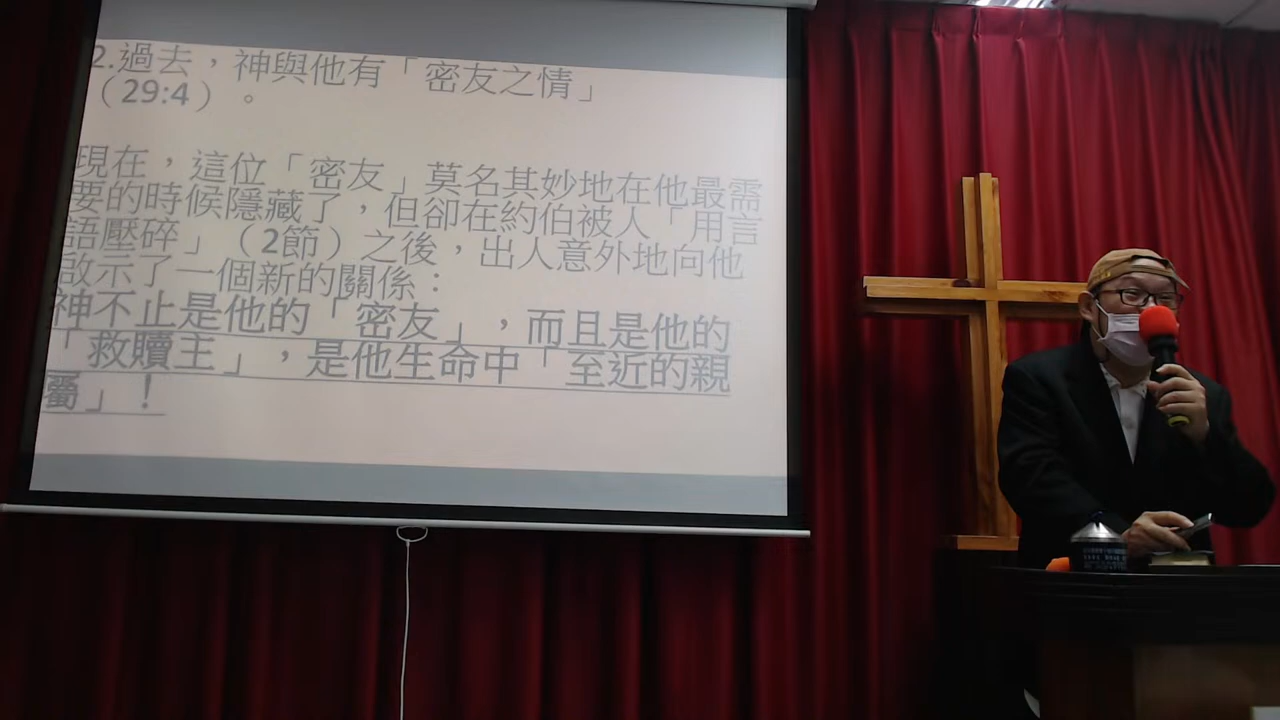 2.過去，神與他有「密友之情」
（29:4）。
現在，這位「密友」莫名其妙地在他最需
要的時候隱藏了，但卻在約伯被人「用言
語壓碎」（2節）之後，出人意外地向他
啟示了一個新的關係：
神不止是他的「密友」，而且是他的
「救贖主」，是他生命中「至近的親
屬」！